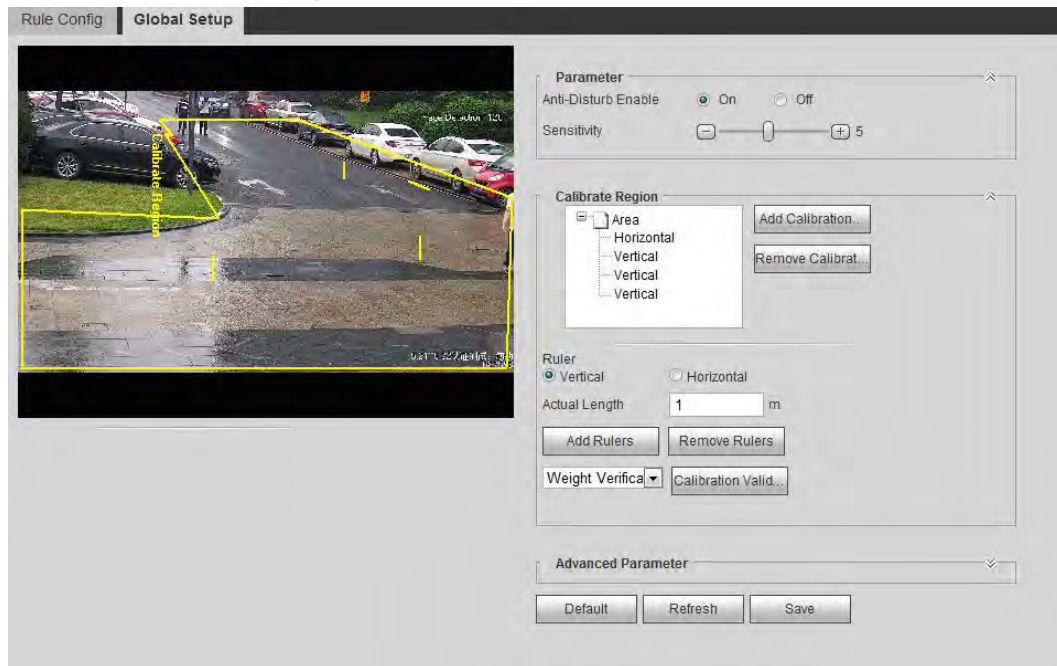 Rule Config Global Setup
Calibrate Region
Parameter
Anti-Disturb Enable On Off
Sensitivity 5
Calibrate Region
Area
Horizontal
Vertical
Vertical
Vertical
Add Calibration...
Remove Calibrat...
Ruler
Vertical Horizontal
Actual Length 1 m
Add Rulers Remove Rulers
Weight Verifica Calibration Valid...
Advanced Parameter
Default Refresh Save